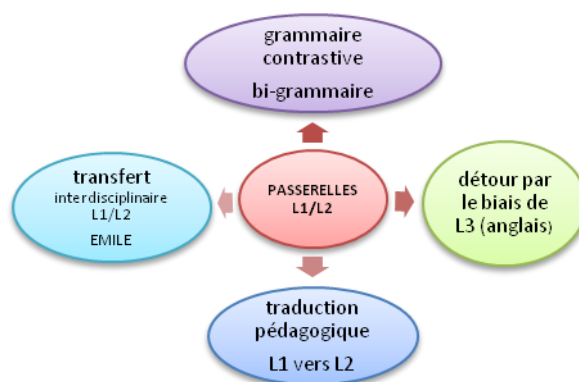 grammaire
contrastive
bi-grammaire
transfert
interdisciplinaire
L1/L2
EMILE
PASSERELLES
L1/L2
détour par
le biais de
L3 (anglais)
traduction
pédagogique
L1 vers L2